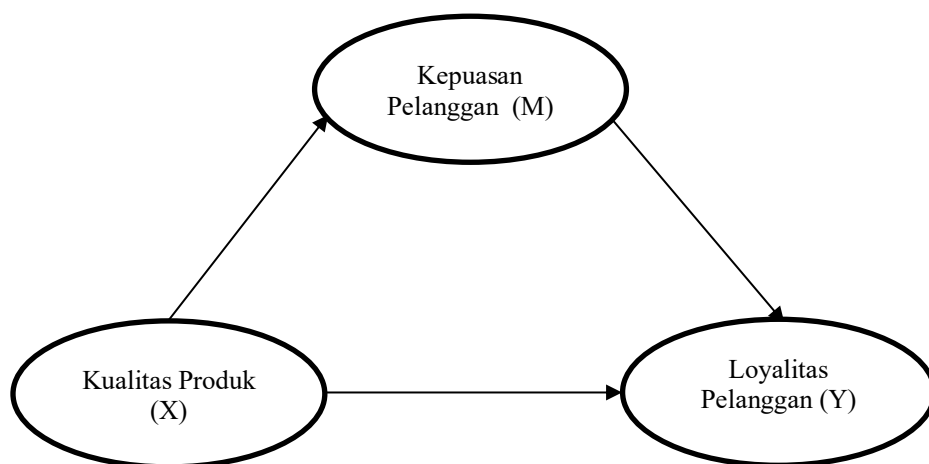 Kepuasan
Pelanggan (M)
Kualitas Produk
(X)
Loyalitas
Pelanggan (Y)